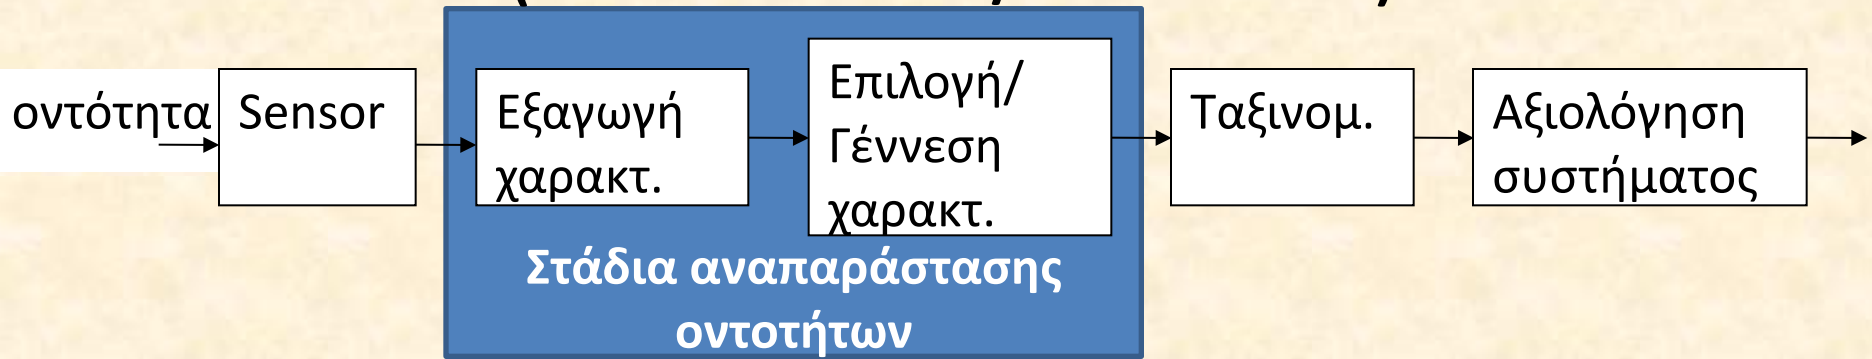 οντότητα
Sensor
Εξαγωγή
χαρακτ.
Επιλογή/
Γέννεση
χαρακτ.
Ταξινομ.
Αξιολόγηση
συστήματος
Στάδια αναπαράστασης
οντοτήτων